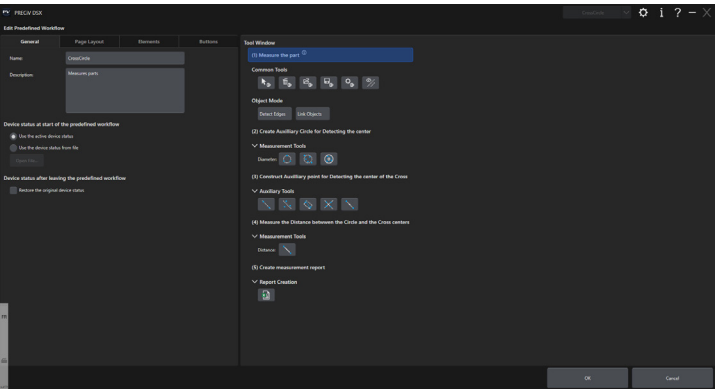 PRECiV DSX
CrossCircle
Edit Predefined Workflow
General Page Layout Elements Buttons
Name: CrossCircle
Description: Measures parts
Device status at start of the predefined workflow
Use the active device status
Use the device status from file
Open file...
Device status after leaving the predefined workflow
Restore the original device status
Tool Window
(1) Measure the part
Common Tools
Object Mode
Detect Edges Link Objects
(2) Create Auxilliary Circle for Detecting the center
Measurement Tools
Diameter:
(3) Construct Auxilliary point for Detecting the center of the Cross
Auxiliary Tools
(4) Measure the Distance between the Circle and the Cross centers
Measurement Tools
Distance:
(5) Create measurement report
Report Creation
OK Cancel